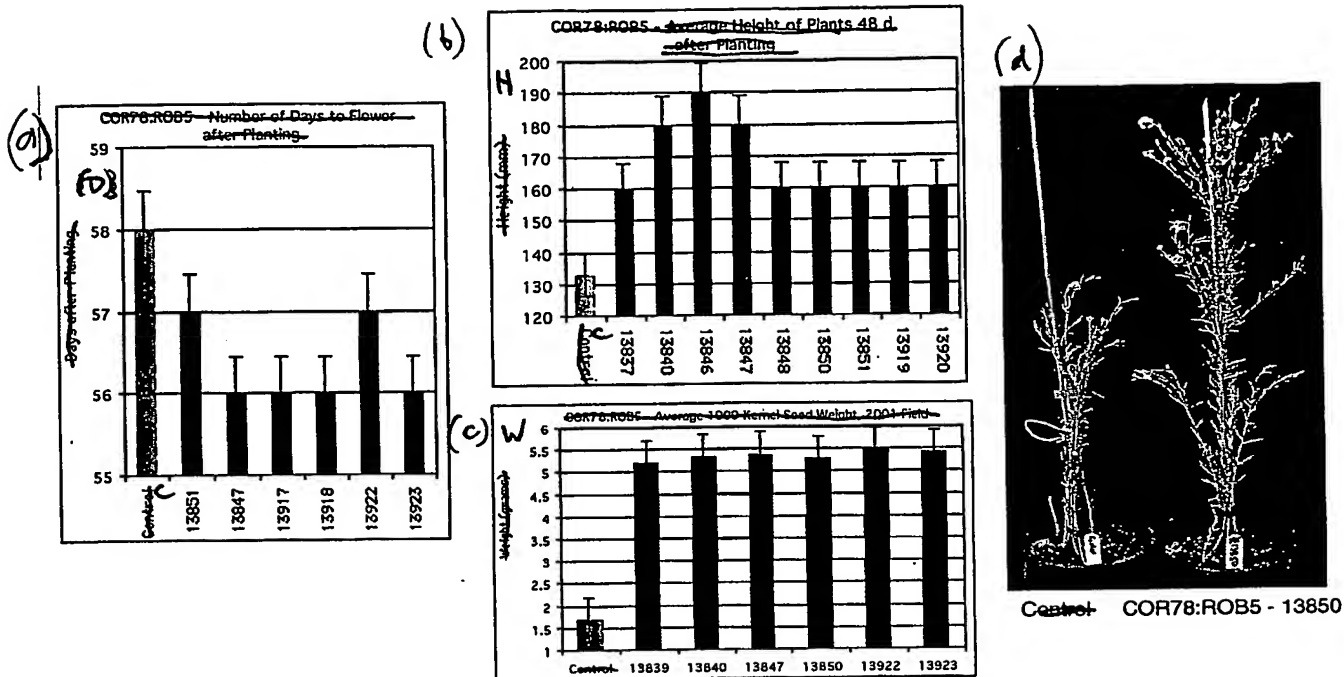 (a)
COR78:ROB5 - Number of Days to Flower
after Planting
59
58
57
56
55
(D)
Days after Planting
Control
C
13851
13847
13917
13918
13922
13923
(b)
COR78:ROB5 - Average Height of Plants 48 d
after Planting
H
200
190
180
170
160
150
140
130
120
Height (mm)
Control
C
13837
13840
13846
13847
13848
13850
13851
13919
13920
(c)
W
COR78:ROB5 - Average 1000 Kernel Seed Weight, 2001 Field
6
5.5
5
4.5
4
3.5
3
2.5
2
1.5
1
Weight (gram)
Control
13839
13840
13847
13850
13922
13923
(d)
Control
COR78:ROB5 - 13850